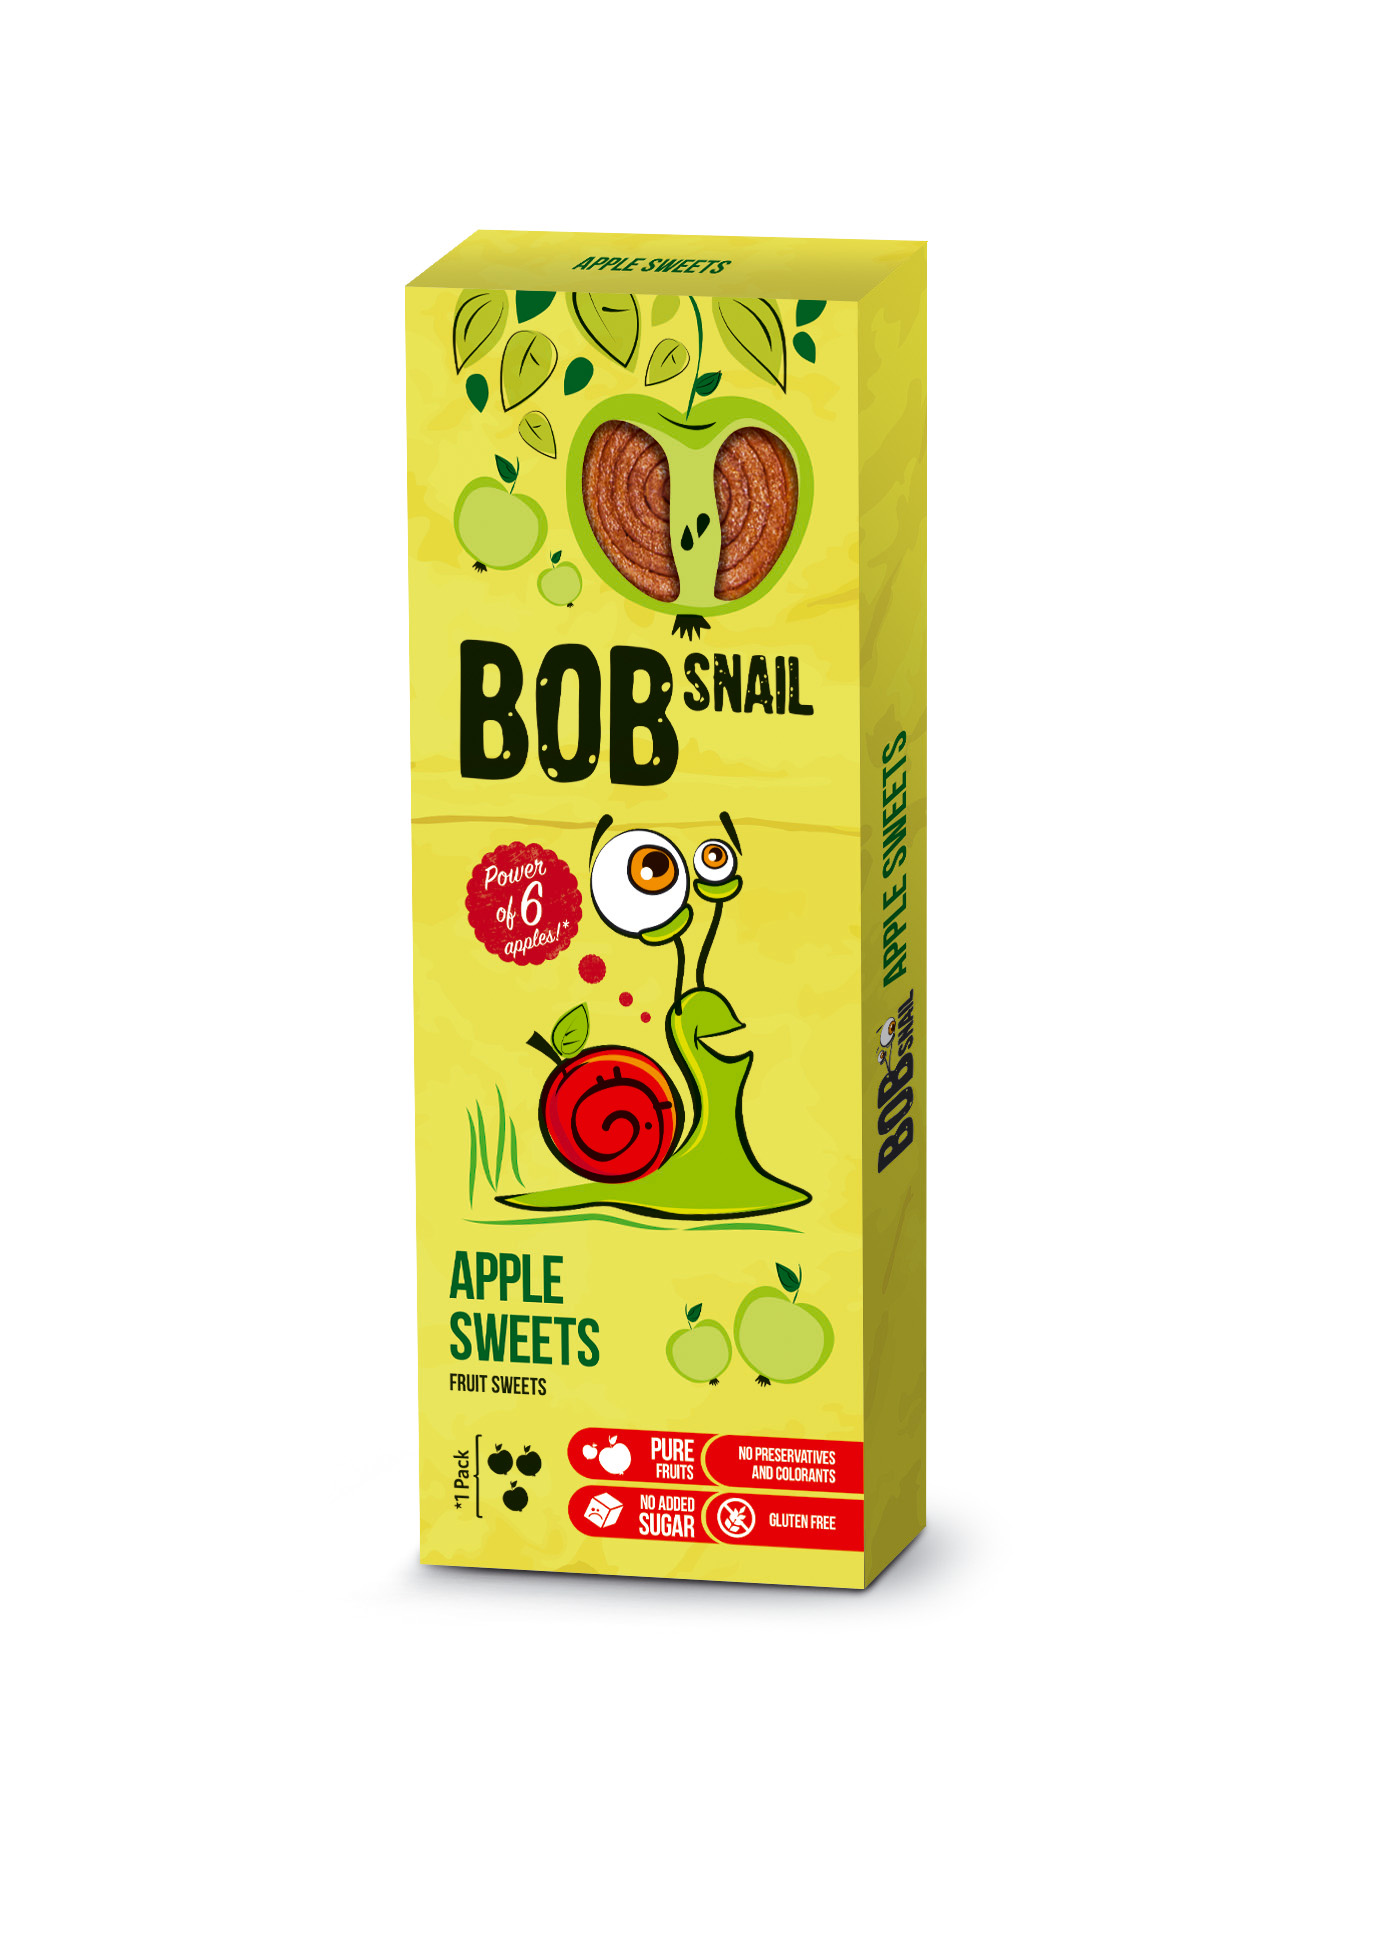 APPLE SWEETS
BOB SNAIL
Power
of 6
apples!*
APPLE
SWEETS
FRUIT SWEETS
*1 Pack
PURE
FRUITS
NO PRESERVATIVES
AND COLORANTS
NO ADDED
SUGAR
GLUTEN FREE
BOB SNAIL APPLE SWEETS